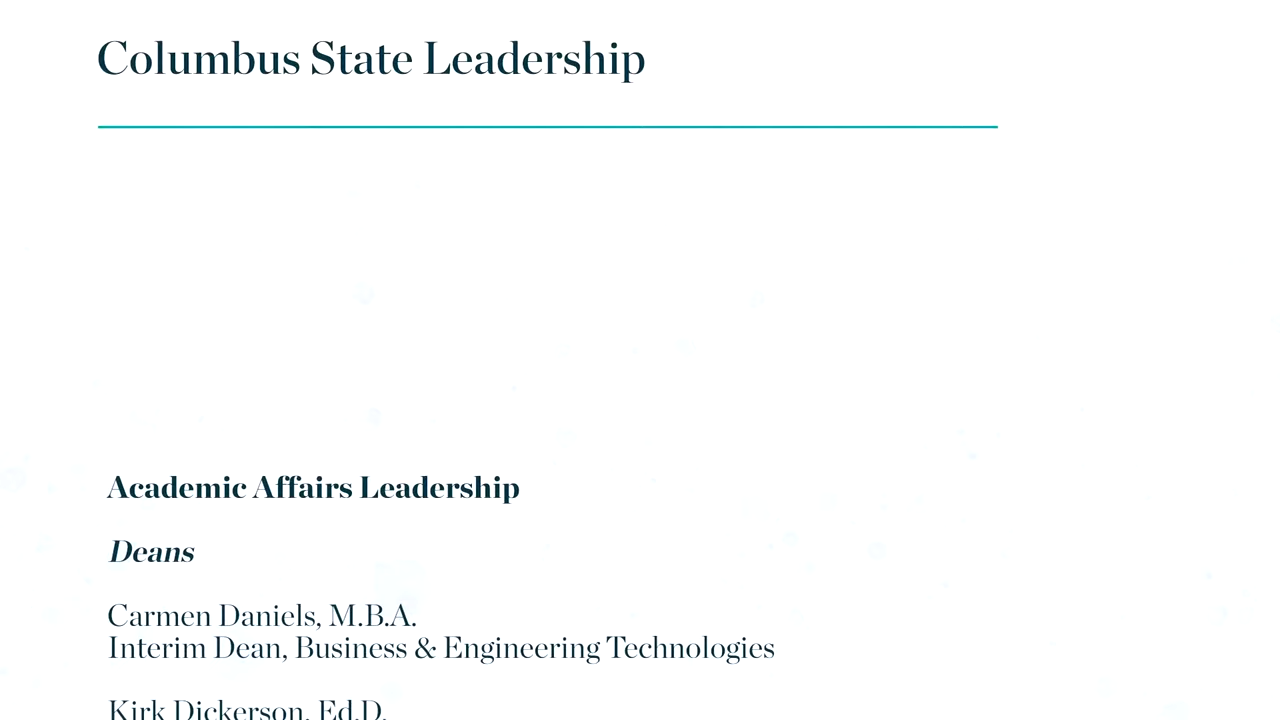 Columbus State Leadership
Academic Affairs Leadership
Deans
Carmen Daniels, M.B.A.
Interim Dean, Business & Engineering Technologies
Kirk Dickerson, Ed.D.